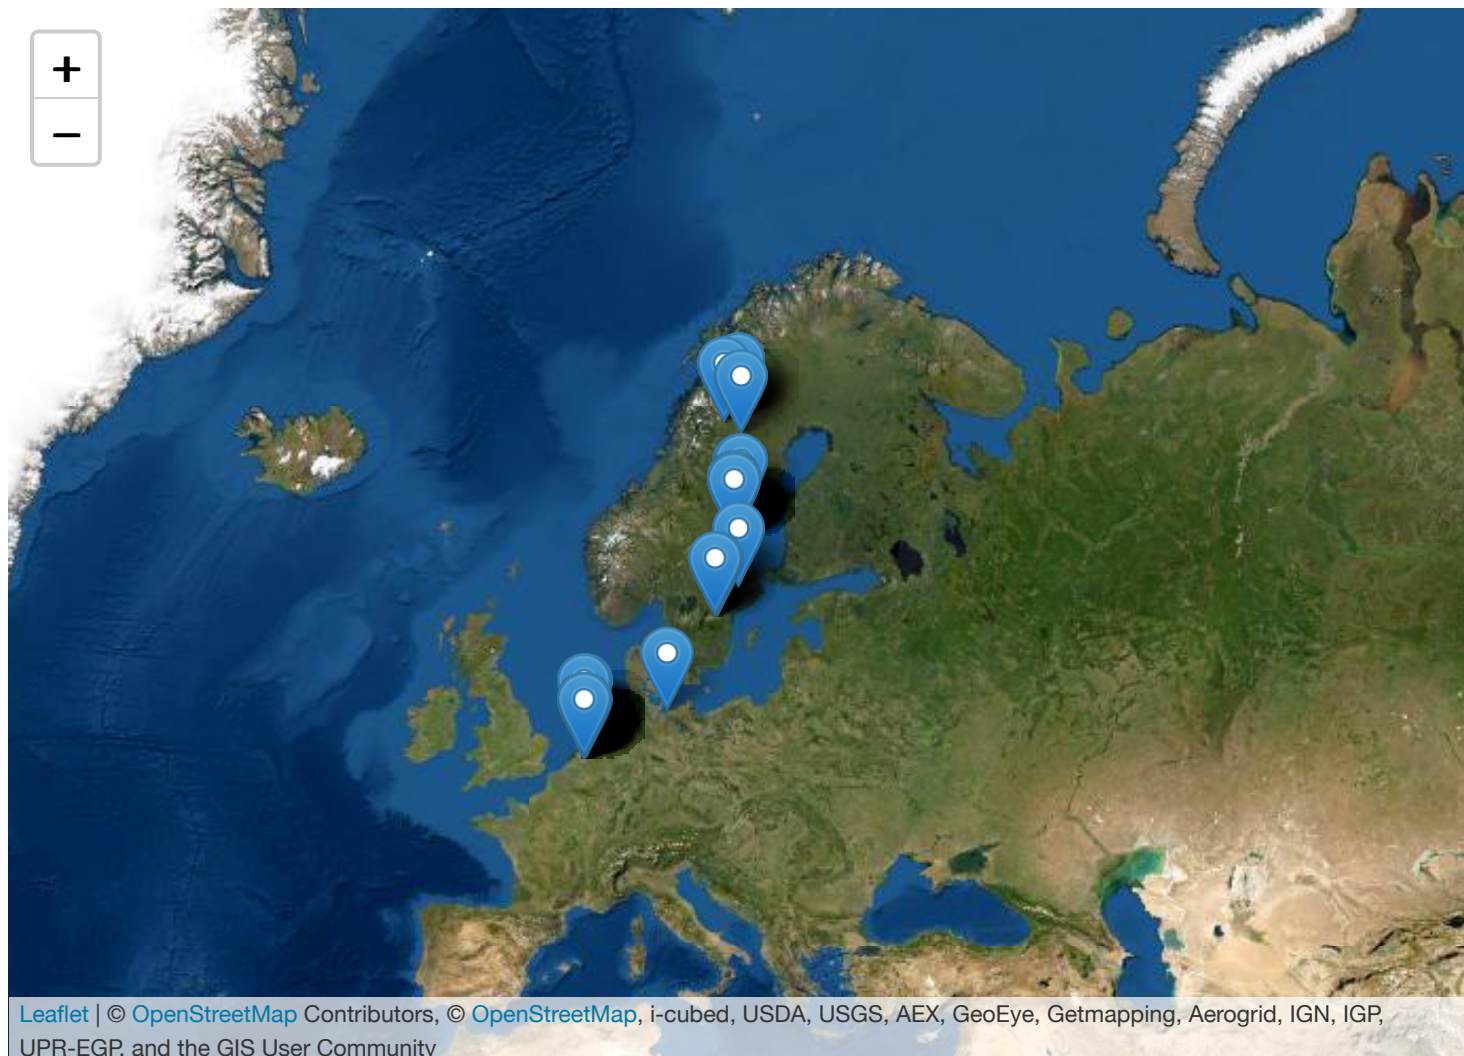 +
−
Leaflet | © OpenStreetMap Contributors, © OpenStreetMap, i-cubed, USDA, USGS, AEX, GeoEye, Getmapping, Aerogrid, IGN, IGP,
UPR-EGP, and the GIS User Community